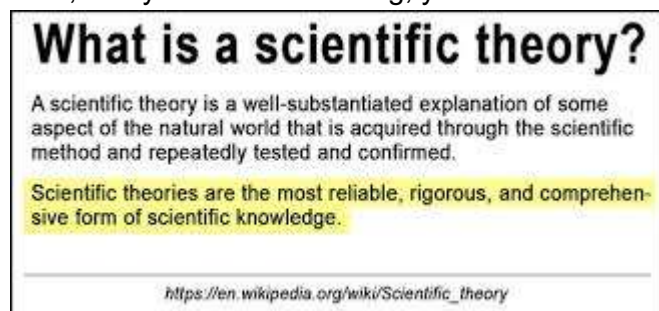 What is a scientific theory?
A scientific theory is a well-substantiated explanation of some
aspect of the natural world that is acquired through the scientific
method and repeatedly tested and confirmed.
Scientific theories are the most reliable, rigorous, and comprehen-
sive form of scientific knowledge.
https://en.wikipedia.org/wiki/Scientific_theory